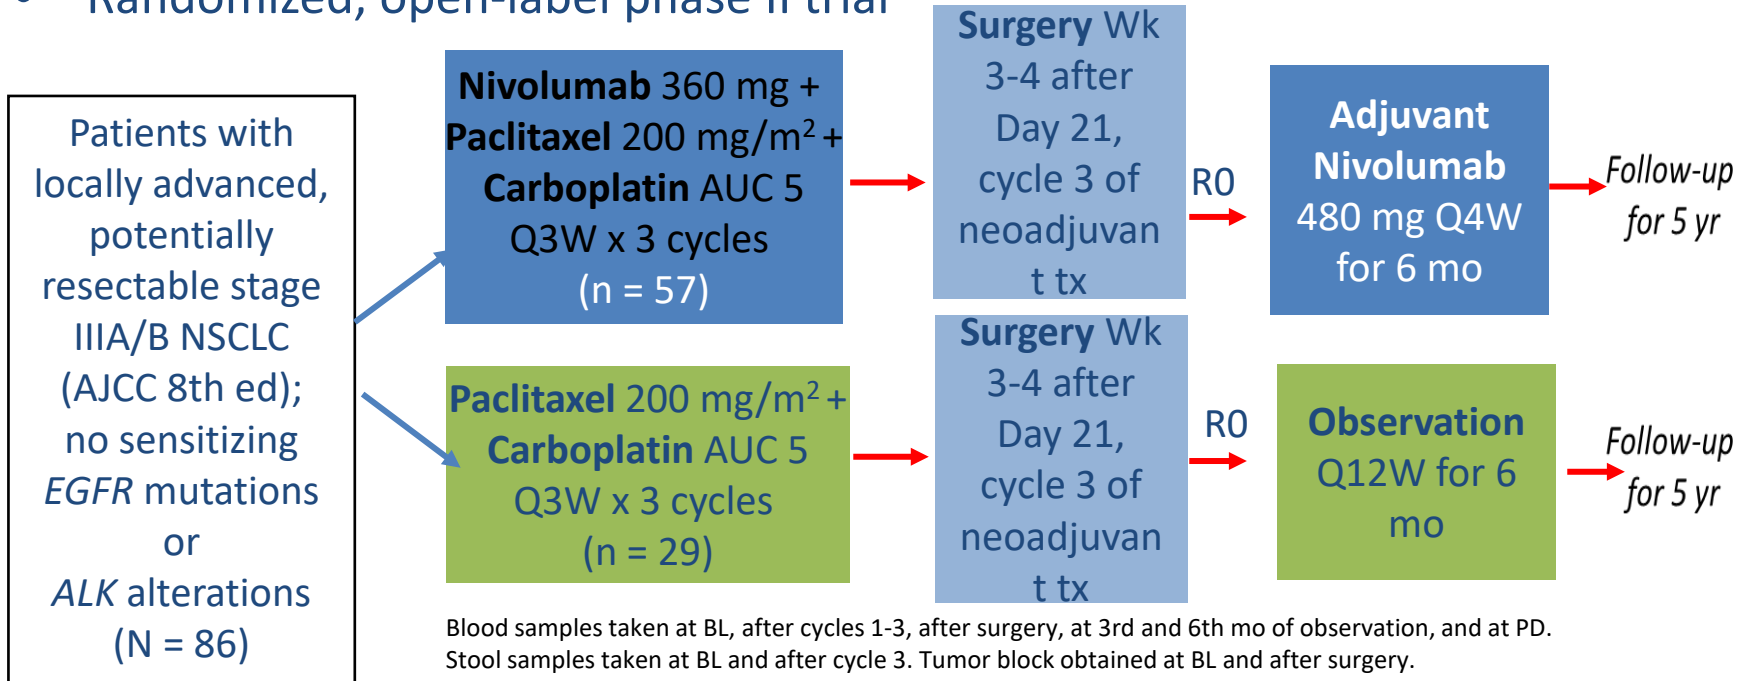 • Randomized, open-label phase II trial
Patients with
locally advanced,
potentially
resectable stage
IIIA/B NSCLC
(AJCC 8th ed);
no sensitizing
EGFR mutations
or
ALK alterations
(N = 86)
Nivolumab 360 mg +
Paclitaxel 200 mg/m² +
Carboplatin AUC 5
Q3W x 3 cycles
(n = 57)
Surgery Wk
3-4 after
Day 21,
cycle 3 of
neoadjuvan
t tx
R0
Adjuvant
Nivolumab
480 mg Q4W
for 6 mo
Follow-up
for 5 yr
Paclitaxel 200 mg/m² +
Carboplatin AUC 5
Q3W x 3 cycles
(n = 29)
Surgery Wk
3-4 after
Day 21,
cycle 3 of
neoadjuvan
t tx
R0
Observation
Q12W for 6
mo
Follow-up
for 5 yr
Blood samples taken at BL, after cycles 1-3, after surgery, at 3rd and 6th mo of observation, and at PD.
Stool samples taken at BL and after cycle 3. Tumor block obtained at BL and after surgery.